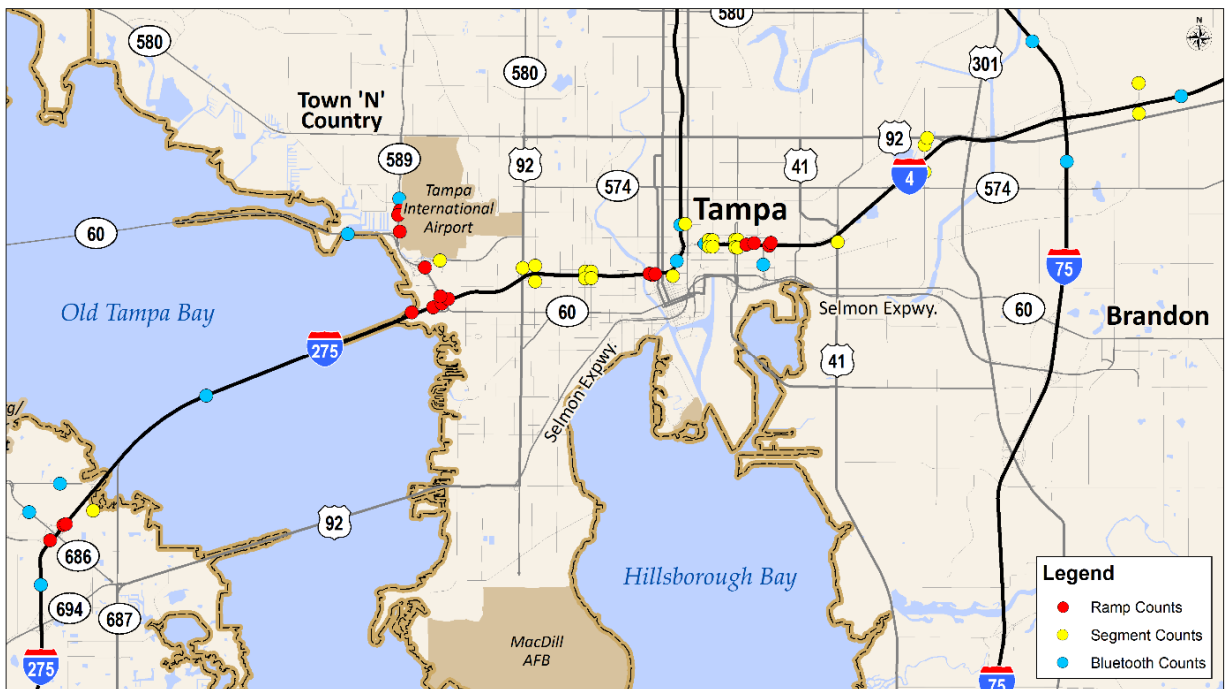 580
580
580
N
301
Town 'N'
Country
92
589
92
41
574
4
574
Tampa
International
Airport
Tampa
60
75
Old Tampa Bay
60
Selmon Expwy.
60
Brandon
275
41
Selmon Expwy.
g/
92
686
Hillsborough Bay
694
687
MacDill
AFB
275
75
Legend
Ramp Counts
Segment Counts
Bluetooth Counts